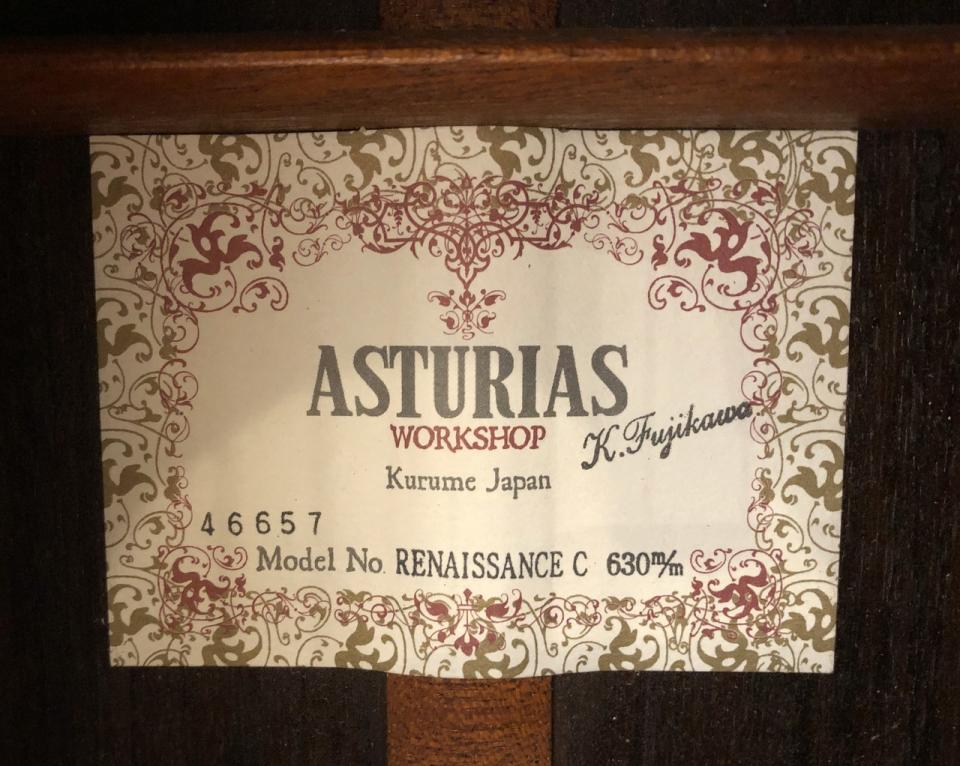 ASTURIAS
WORKSHOP
K. Fujikawa
Kurume Japan
46657
Model No. RENAISSANCE C 630m/m